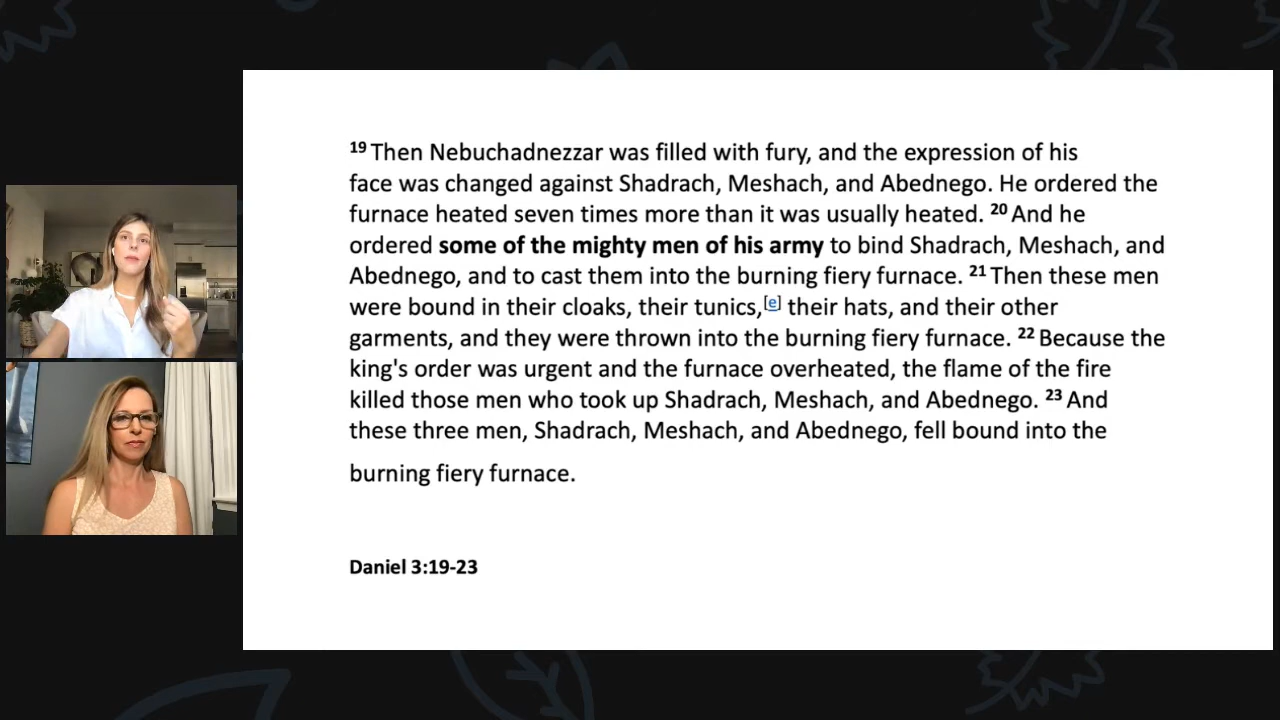 19 Then Nebuchadnezzar was filled with fury, and the expression of his
face was changed against Shadrach, Meshach, and Abednego. He ordered the
furnace heated seven times more than it was usually heated. 20 And he
ordered some of the mighty men of his army to bind Shadrach, Meshach, and
Abednego, and to cast them into the burning fiery furnace. 21 Then these men
were bound in their cloaks, their tunics,[e] their hats, and their other
garments, and they were thrown into the burning fiery furnace. 22 Because the
king's order was urgent and the furnace overheated, the flame of the fire
killed those men who took up Shadrach, Meshach, and Abednego. 23 And
these three men, Shadrach, Meshach, and Abednego, fell bound into the
burning fiery furnace.
Daniel 3:19-23